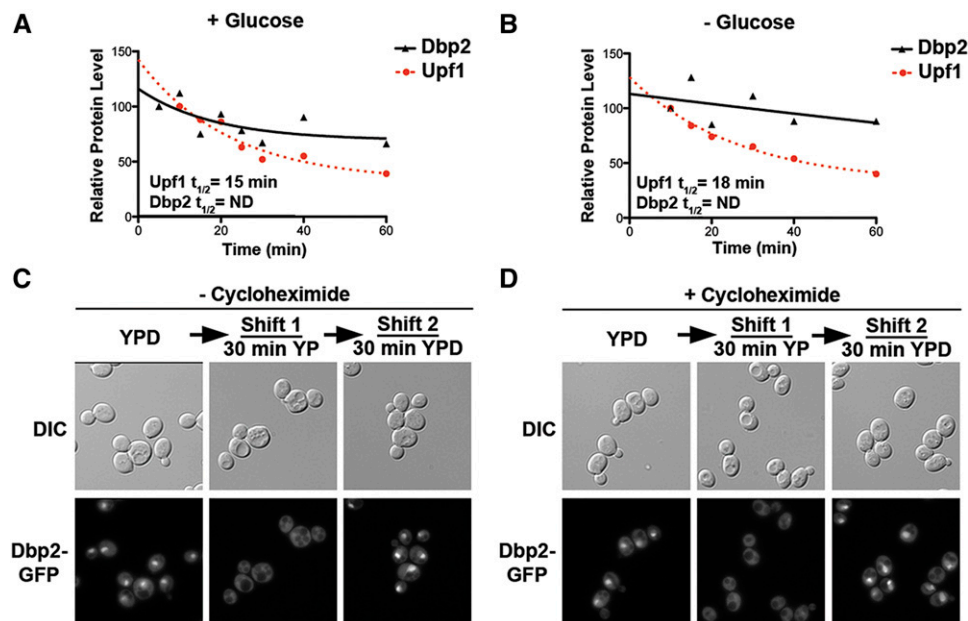 A
+ Glucose
Dbp2
Upf1
Relative Protein Level
150
100
50
0
Upf1 t1/2= 15 min
Dbp2 t1/2= ND
0
20
40
60
Time (min)
B
- Glucose
Dbp2
Upf1
Relative Protein Level
150
100
50
0
Upf1 t1/2= 18 min
Dbp2 t1/2= ND
0
20
40
60
Time (min)
C
- Cycloheximide
YPD
Shift 1
30 min YP
Shift 2
30 min YPD
DIC
Dbp2-
GFP
D
+ Cycloheximide
YPD
Shift 1
30 min YP
Shift 2
30 min YPD
DIC
Dbp2-
GFP